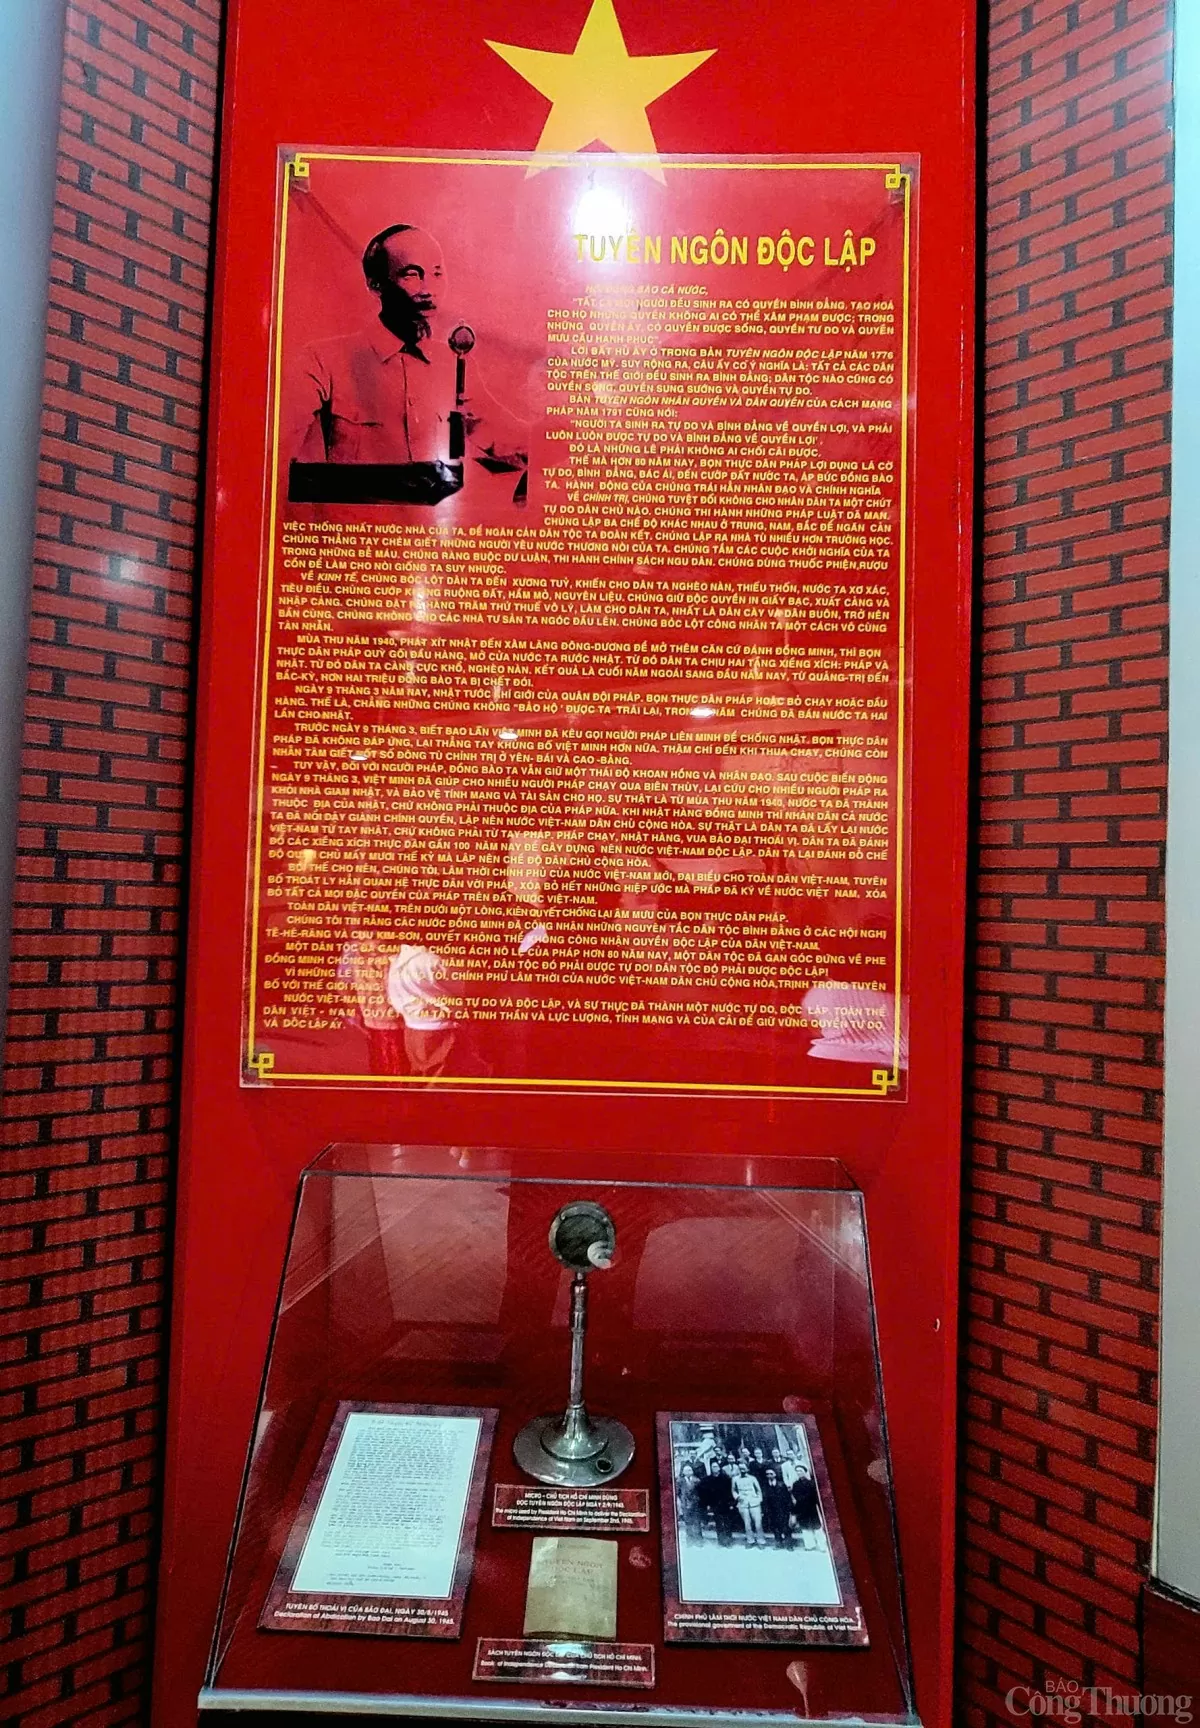 TUYÊN NGÔN ĐỘC LẬP
BÀO CẢ NƯỚC,
"TẤT CẢ MỌI NGƯỜI ĐỀU SINH RA CÓ QUYỀN BÌNH ĐẲNG. TẠO HOÁ
CHO HỌ NHỮNG QUYỀN KHÔNG AI CÓ THỂ XÂM PHẠM ĐƯỢC; TRONG
NHỮNG QUYỀN ẤY, CÓ QUYỀN ĐƯỢC SỐNG, QUYỀN TỰ DO VÀ QUYỀN
MƯU CẦU HẠNH PHÚC".
LỜI BẤT HỦ ẤY Ở TRONG BẢN TUYÊN NGÔN ĐỘC LẬP NĂM 1776
CỦA NƯỚC MỸ. SUY RỘNG RA, CÂU ẤY CÓ Ý NGHĨA LÀ: TẤT CẢ CÁC DÂN
TỘC TRÊN THẾ GIỚI ĐỀU SINH RA BÌNH ĐẲNG; DÂN TỘC NÀO CŨNG CÓ
QUYỀN SỐNG, QUYỀN SUNG SƯỚNG VÀ QUYỀN TỰ DO.
BẢN TUYÊN NGÔN NHÂN QUYỀN VÀ DÂN QUYỀN CỦA CÁCH MẠNG
PHÁP NĂM 1791 CŨNG NÓI:
"NGƯỜI TA SINH RA TỰ DO VÀ BÌNH ĐẲNG VỀ QUYỀN LỢI, VÀ PHẢI
LUÔN LUÔN ĐƯỢC TỰ DO VÀ BÌNH ĐẲNG VỀ QUYỀN LỢI".
ĐÓ LÀ NHỮNG LẼ PHẢI KHÔNG AI CHỐI CÃI ĐƯỢC.
THẾ MÀ HƠN 80 NĂM NAY, BỌN THỰC DÂN PHÁP LỢI DỤNG LÁ CỜ
TỰ DO, BÌNH ĐẲNG, BÁC ÁI, ĐẾN CƯỚP ĐẤT NƯỚC TA, ÁP BỨC ĐỒNG BÀO
TA. HÀNH ĐỘNG CỦA CHÚNG TRÁI HẲN NHÂN ĐẠO VÀ CHÍNH NGHĨA
VỀ CHÍNH TRỊ, CHÚNG TUYỆT ĐỐI KHÔNG CHO NHÂN DÂN TA MỘT CHÚT
TỰ DO DÂN CHỦ NÀO. CHÚNG THI HÀNH NHỮNG PHÁP LUẬT DÃ MAN.
CHÚNG LẬP BA CHẾ ĐỘ KHÁC NHAU Ở TRUNG, NAM, BẮC ĐỂ NGĂN CẢN
VIỆC THỐNG NHẤT NƯỚC NHÀ CỦA TA, ĐỂ NGĂN CẢN DÂN TỘC TA ĐOÀN KẾT. CHÚNG LẬP RA NHÀ TÙ NHIỀU HƠN TRƯỜNG HỌC.
CHÚNG THẲNG TAY CHÉM GIẾT NHỮNG NGƯỜI YÊU NƯỚC THƯƠNG NÒI CỦA TA. CHÚNG TẮM CÁC CUỘC KHỞI NGHĨA CỦA TA
TRONG NHỮNG BỂ MÁU. CHÚNG RÀNG BUỘC DƯ LUẬN, THI HÀNH CHÍNH SÁCH NGU DÂN. CHÚNG DÙNG THUỐC PHIỆN,RƯỢU
CỒN ĐỂ LÀM CHO NÒI GIỐNG TA SUY NHƯỢC.
VỀ KINH TẾ, CHÚNG BÓC LỘT DÂN TA ĐẾN XƯƠNG TUỶ, KHIẾN CHO DÂN TA NGHÈO NÀN, THIẾU THỐN, NƯỚC TA XƠ XÁC,
TIÊU ĐIỀU. CHÚNG CƯỚP KHÔNG RUỘNG ĐẤT, HẦM MỎ, NGUYÊN LIỆU. CHÚNG GIỮ ĐỘC QUYỀN IN GIẤY BẠC, XUẤT CẢNG VÀ
NHẬP CẢNG. CHÚNG ĐẶT RA HÀNG TRĂM THỨ THUẾ VÔ LÝ, LÀM CHO DÂN TA, NHẤT LÀ DÂN CÀY VÀ DÂN BUÔN, TRỞ NÊN
BẦN CÙNG. CHÚNG KHÔNG CHO CÁC NHÀ TƯ SẢN TA NGÓC ĐẦU LÊN. CHÚNG BÓC LỘT CÔNG NHÂN TA MỘT CÁCH VÔ CÙNG
TÀN NHẪN.
MÙA THU NĂM 1940, PHÁT XÍT NHẬT ĐẾN XÂM LĂNG ĐÔNG-DƯƠNG ĐỂ MỞ THÊM CĂN CỨ ĐÁNH ĐỒNG MINH, THÌ BỌN
THỰC DÂN PHÁP QUỲ GỐI ĐẦU HÀNG, MỞ CỬA NƯỚC TA RƯỚC NHẬT. TỪ ĐÓ DÂN TA CHỊU HAI TẦNG XIỀNG XÍCH: PHÁP VÀ
NHẬT. TỪ ĐÓ DÂN TA CÀNG CỰC KHỔ, NGHÈO NÀN. KẾT QUẢ LÀ CUỐI NĂM NGOÁI SANG ĐẦU NĂM NAY, TỪ QUẢNG-TRỊ ĐẾN
BẮC-KỲ, HƠN HAI TRIỆU ĐỒNG BÀO TA BỊ CHẾT ĐÓI.
NGÀY 9 THÁNG 3 NĂM NAY, NHẬT TƯỚC KHÍ GIỚI CỦA QUÂN ĐỘI PHÁP. BỌN THỰC DÂN PHÁP HOẶC BỎ CHẠY HOẶC ĐẦU
HÀNG. THẾ LÀ, CHẲNG NHỮNG CHÚNG KHÔNG "BẢO HỘ" ĐƯỢC TA TRÁI LẠI, TRONG NĂM CHÚNG ĐÃ BÁN NƯỚC TA HAI
LẦN CHO NHẬT.
TRƯỚC NGÀY 9 THÁNG 3, BIẾT BAO LẦN VIỆT MINH ĐÃ KÊU GỌI NGƯỜI PHÁP LIÊN MINH ĐỂ CHỐNG NHẬT. BỌN THỰC DÂN
PHÁP ĐÃ KHÔNG ĐÁP ỨNG, LẠI THẲNG TAY KHỦNG BỐ VIỆT MINH HƠN NỮA. THẬM CHÍ ĐẾN KHI THUA CHẠY, CHÚNG CÒN
NHẪN TÂM GIẾT NỐT SỐ ĐÔNG TÙ CHÍNH TRỊ Ở YÊN- BÁI VÀ CAO -BẰNG.
TUY VẬY, ĐỐI VỚI NGƯỜI PHÁP, ĐỒNG BÀO TA VẪN GIỮ MỘT THÁI ĐỘ KHOAN HỒNG VÀ NHÂN ĐẠO. SAU CUỘC BIẾN ĐỘNG
NGÀY 9 THÁNG 3, VIỆT MINH ĐÃ GIÚP CHO NHIỀU NGƯỜI PHÁP CHẠY QUA BIÊN THÙY, LẠI CỨU CHO NHIỀU NGƯỜI PHÁP RA
KHỎI NHÀ GIAM NHẬT, VÀ BẢO VỆ TÍNH MẠNG VÀ TÀI SẢN CHO HỌ. SỰ THẬT LÀ TỪ MÙA THU NĂM 1940, NƯỚC TA ĐÃ THÀNH
THUỘC ĐỊA CỦA NHẬT, CHỨ KHÔNG PHẢI THUỘC ĐỊA CỦA PHÁP NỮA. KHI NHẬT HÀNG ĐỒNG MINH THÌ NHÂN DÂN CẢ NƯỚC
TA ĐÃ NỔI DẬY GIÀNH CHÍNH QUYỀN, LẬP NÊN NƯỚC VIỆT-NAM DÂN CHỦ CỘNG HÒA. SỰ THẬT LÀ DÂN TA ĐÃ LẤY LẠI NƯỚC
VIỆT-NAM TỪ TAY NHẬT, CHỨ KHÔNG PHẢI TỪ TAY PHÁP. PHÁP CHẠY, NHẬT HÀNG, VUA BẢO ĐẠI THOÁI VỊ. DÂN TA ĐÃ ĐÁNH
ĐỔ CÁC XIỀNG XÍCH THỰC DÂN GẦN 100 NĂM NAY ĐỂ GÂY DỰNG NÊN NƯỚC VIỆT-NAM ĐỘC LẬP. DÂN TA LẠI ĐÁNH ĐỔ CHẾ
ĐỘ QUÂN CHỦ MẤY MƯƠI THẾ KỶ MÀ LẬP NÊN CHẾ ĐỘ DÂN CHỦ CỘNG HÒA.
BỞI THẾ CHO NÊN, CHÚNG TÔI, LÂM THỜI CHÍNH PHỦ CỦA NƯỚC VIỆT-NAM MỚI, ĐẠI BIỂU CHO TOÀN DÂN VIỆT-NAM, TUYÊN
BỐ THOÁT LY HẲN QUAN HỆ THỰC DÂN VỚI PHÁP, XÓA BỎ HẾT NHỮNG HIỆP ƯỚC MÀ PHÁP ĐÃ KÝ VỀ NƯỚC VIỆT NAM, XÓA
BỎ TẤT CẢ MỌI ĐẶC QUYỀN CỦA PHÁP TRÊN ĐẤT NƯỚC VIỆT-NAM.
TOÀN DÂN VIỆT-NAM, TRÊN DƯỚI MỘT LÒNG, KIÊN QUYẾT CHỐNG LẠI ÂM MƯU CỦA BỌN THỰC DÂN PHÁP.
CHÚNG TÔI TIN RẰNG CÁC NƯỚC ĐỒNG MINH ĐÃ CÔNG NHẬN NHỮNG NGUYÊN TẮC DÂN TỘC BÌNH ĐẲNG Ở CÁC HỘI NGHỊ
TÊ-HÊ-RĂNG VÀ CỰU KIM-SƠN, QUYẾT KHÔNG THỂ KHÔNG CÔNG NHẬN QUYỀN ĐỘC LẬP CỦA DÂN VIỆT-NAM.
MỘT DÂN TỘC ĐÃ GAN CHỐNG ÁCH NÔ LỆ CỦA PHÁP HƠN 80 NĂM NAY, MỘT DÂN TỘC ĐÃ GAN GÓC ĐỨNG VỀ PHE
ĐỒNG MINH CHỐNG NĂM NAY, DÂN TỘC ĐÓ PHẢI ĐƯỢC TỰ DO! DÂN TỘC ĐÓ PHẢI ĐƯỢC ĐỘC LẬP!
VÌ NHỮNG LẼ TRÊN, TÔI, CHÍNH PHỦ LÂM THỜI CỦA NƯỚC VIỆT-NAM DÂN CHỦ CỘNG HÒA,TRỊNH TRỌNG TUYÊN
BỐ VỚI THẾ GIỚI RẰNG:
NƯỚC VIỆT-NAM CÓ HƯỞNG TỰ DO VÀ ĐỘC LẬP, VÀ SỰ THỰC ĐÃ THÀNH MỘT NƯỚC TỰ DO, ĐỘC LẬP. TOÀN THỂ
DÂN VIỆT - NAM QUYẾT TẤT CẢ TINH THẦN VÀ LỰC LƯỢNG, TÍNH MẠNG VÀ CỦA CẢI ĐỂ GIỮ VỮNG QUYỀN TỰ DO,
VÀ ĐỘC LẬP ẤY.
MICRO - CHỦ TỊCH HỒ CHÍ MINH DÙNG
ĐỌC TUYÊN NGÔN ĐỘC LẬP NGÀY 2/9/1945.
The micro used by President Ho Chi Minh to deliver the Declaration
of Independence of Viet Nam on September 2nd, 1945.
TUYÊN NGÔN
ĐỘC LẬP
TUYÊN BỐ THOÁI VỊ CỦA BẢO ĐẠI, NGÀY 30/8/1945
Declaration of Abdication by Bao Dai on August 30, 1945.
CHÍNH PHỦ LÂM THỜI NƯỚC VIỆT NAM DÂN CHỦ CỘNG HÒA.
The provisional government of the Democratic Republic of Viet Nam
SÁCH TUYÊN NGÔN ĐỘC LẬP CỦA CHỦ TỊCH HỒ CHÍ MINH.
Book of Independence from President Ho Chi Minh.
BÁO
Công Thương